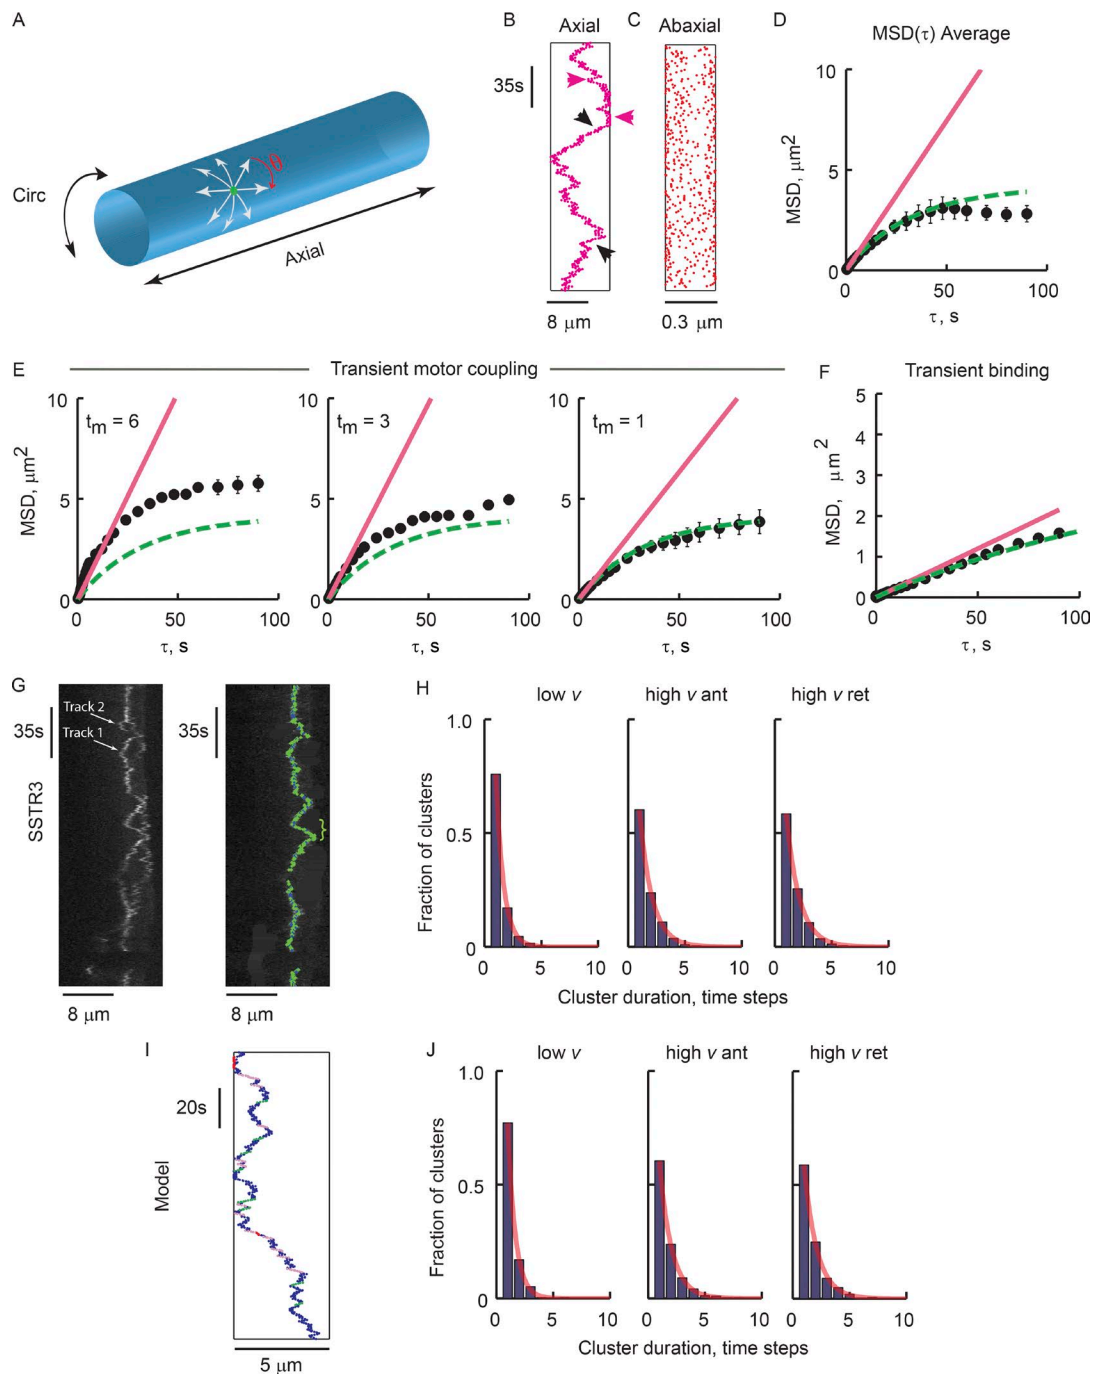 A
Circ
θ
Axial
B
Axial
35s
8 μm
C
Abaxial
0.3 μm
D
MSD(τ) Average
MSD, μm²
10
5
0
0 50 100
τ, s
E
Transient motor coupling
MSD, μm²
t_m = 6
10
5
0
0 50 100
τ, s
t_m = 3
10
5
0
0 50 100
τ, s
t_m = 1
10
5
0
0 50 100
τ, s
F
Transient binding
MSD, μm²
5
4
3
2
1
0
0 50 100
τ, s
G
SSTR3
35s
Track 2
Track 1
8 μm
35s
}
8 μm
H
low v
high v ant
high v ret
Fraction of clusters
1.0
0.5
0
0 5 10
0 5 10
0 5 10
Cluster duration, time steps
I
Model
20s
5 μm
J
low v
high v ant
high v ret
Fraction of clusters
1.0
0.5
0
0 5 10
0 5 10
0 5 10
Cluster duration, time steps